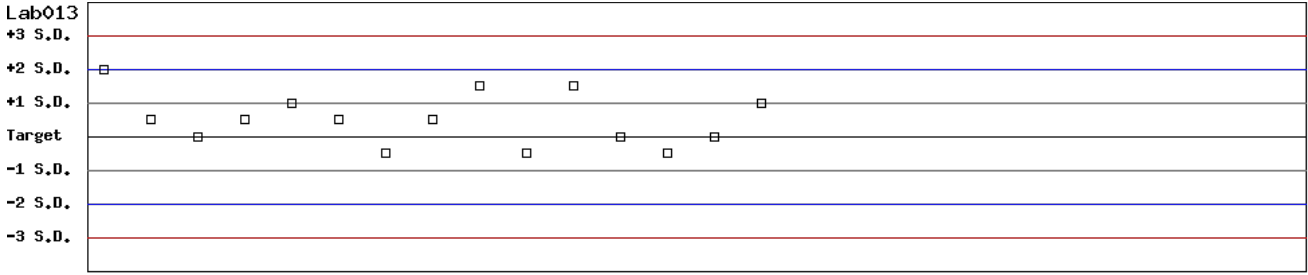 Lab013
+3 S.D.
+2 S.D.
+1 S.D.
Target
-1 S.D.
-2 S.D.
-3 S.D.